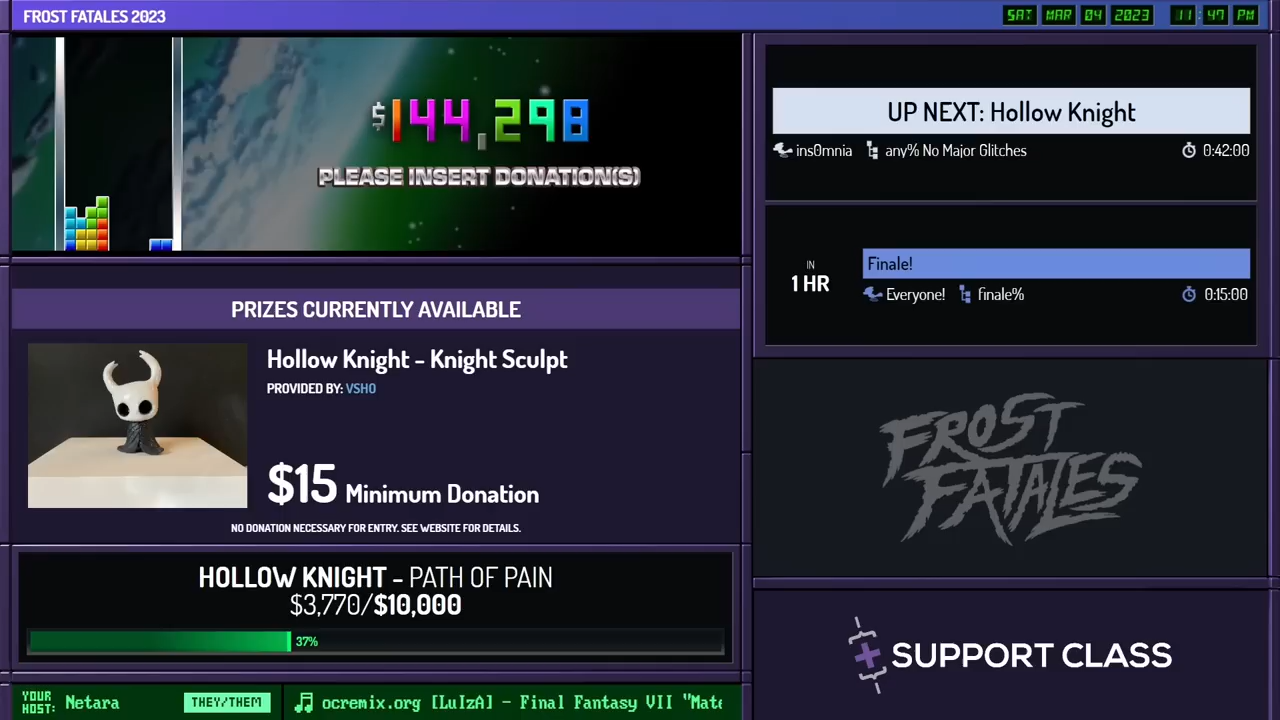 FROST FATALES 2023
SAT MAR 04 2023 11:47 PM
$144,298
PLEASE INSERT DONATION(S)
UP NEXT: Hollow Knight
ins0mnia any% No Major Glitches 0:42:00
IN
1 HR
Finale!
Everyone! finale% 0:15:00
PRIZES CURRENTLY AVAILABLE
Hollow Knight - Knight Sculpt
PROVIDED BY: VSHO
$15 Minimum Donation
NO DONATION NECESSARY FOR ENTRY. SEE WEBSITE FOR DETAILS.
FROST
FATALES
HOLLOW KNIGHT - PATH OF PAIN
$3,770/$10,000
37%
SUPPORT CLASS
YOUR
HOST:
Netara THEY/THEM
ocremix.org [LuIzA] - Final Fantasy VII "Mate